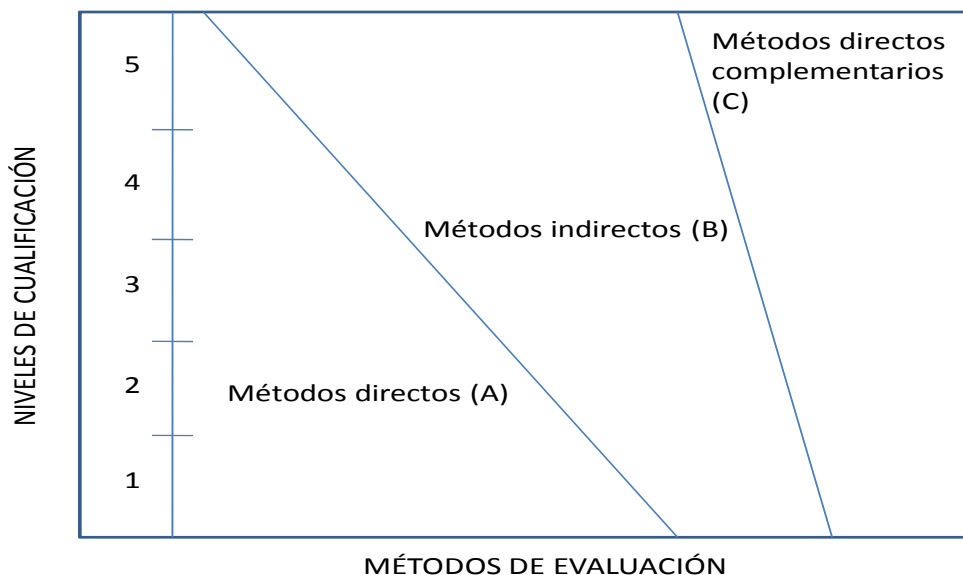 Métodos directos
complementarios
(C)
5
4
Métodos indirectos (B)
3
2
Métodos directos (A)
1
NIVELES DE CUALIFICACIÓN
MÉTODOS DE EVALUACIÓN